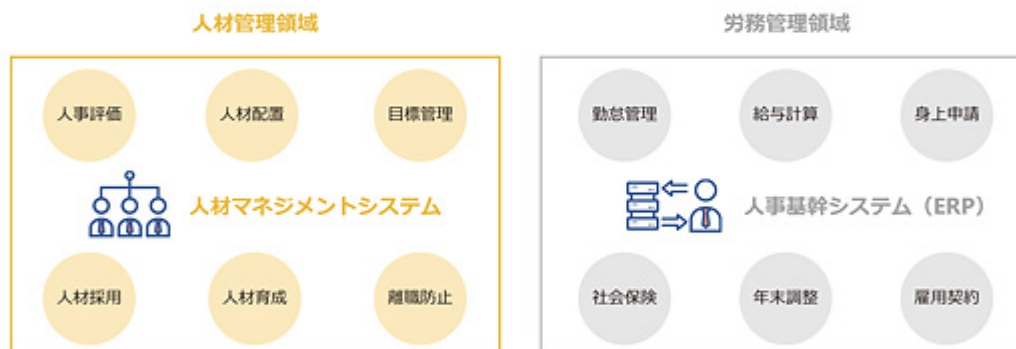 人材管理領域
人事評価
人材配置
目標管理
人材マネジメントシステム
人材採用
人材育成
離職防止
労務管理領域
勤怠管理
給与計算
身上申請
人事基幹システム（ERP）
社会保険
年末調整
雇用契約